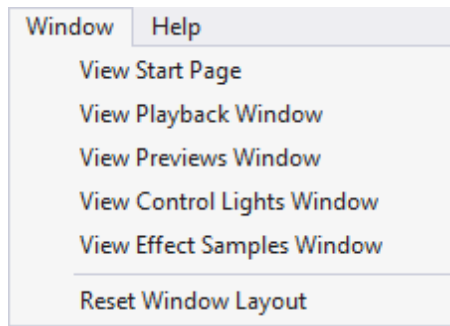 Window Help
View Start Page
View Playback Window
View Previews Window
View Control Lights Window
View Effect Samples Window
Reset Window Layout